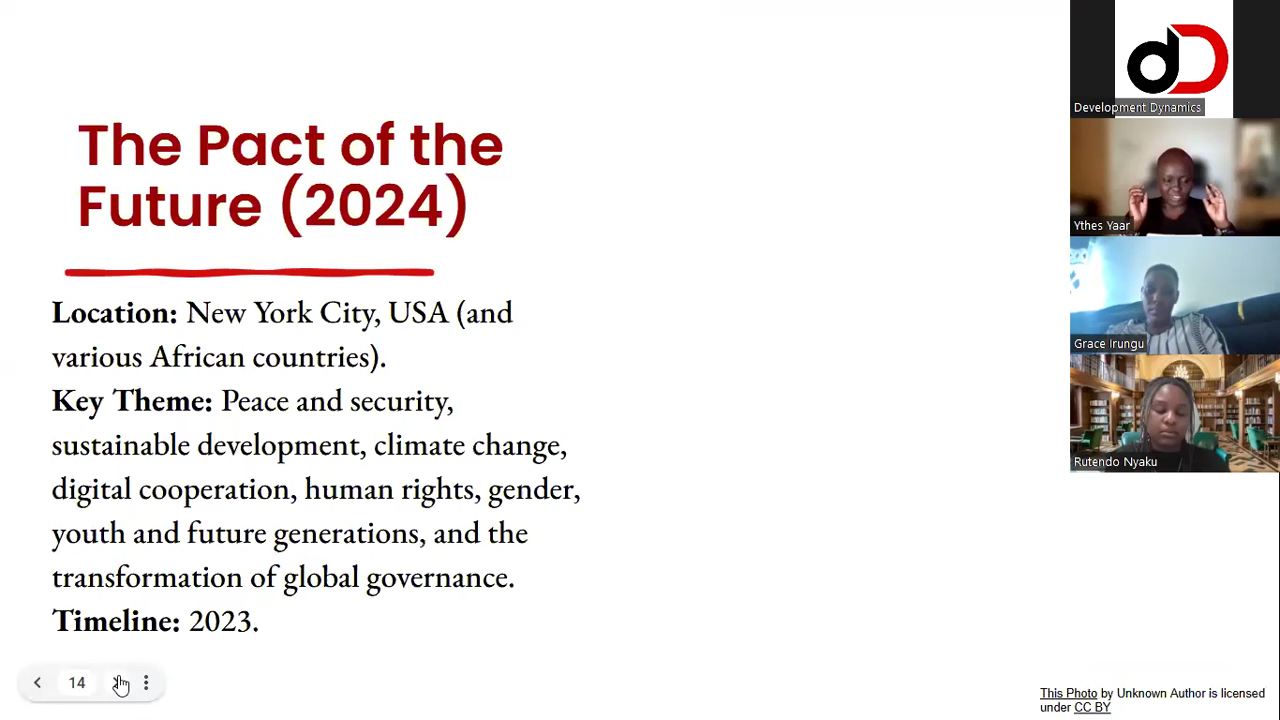 The Pact of the
Future (2024)
Location: New York City, USA (and
various African countries).
Key Theme: Peace and security,
sustainable development, climate change,
digital cooperation, human rights, gender,
youth and future generations, and the
transformation of global governance.
Timeline: 2023.
14
This Photo by Unknown Author is licensed
under CC BY
dD
Development Dynamics
Ythes Yaar
Grace Irungu
Rutendo Nyaku